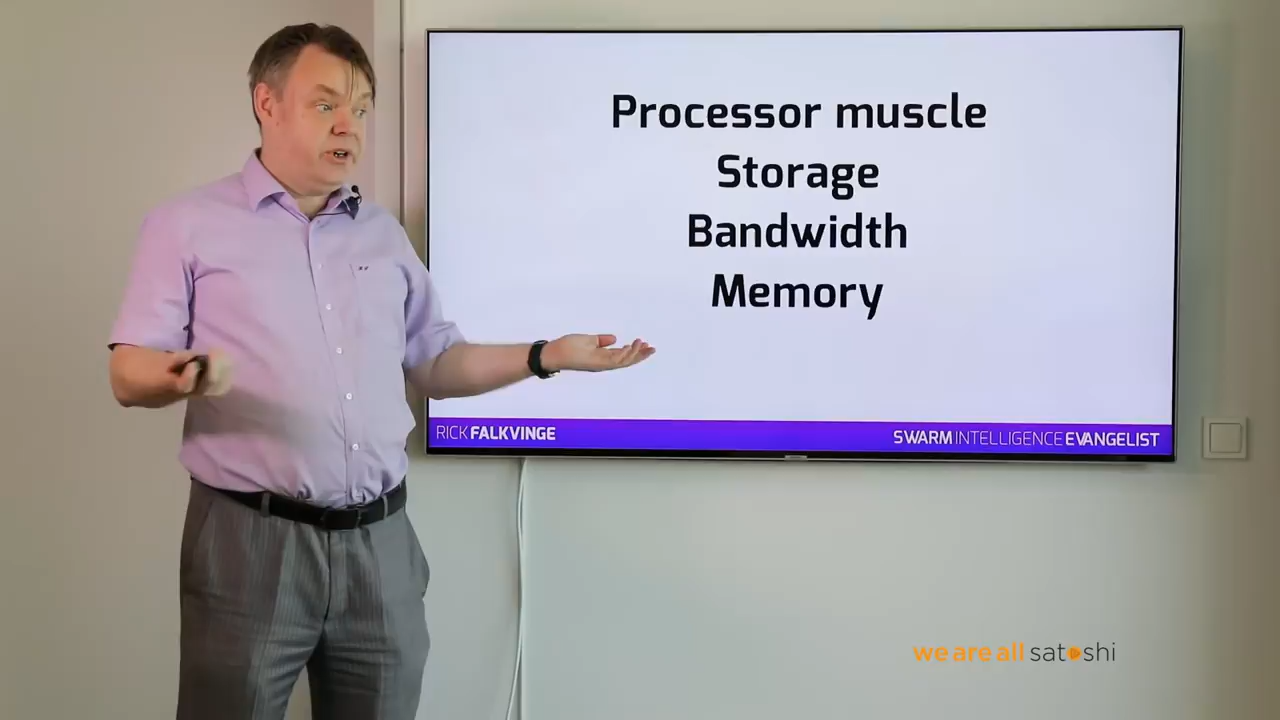 Processor muscle
Storage
Bandwidth
Memory
RICK FALKVINGE
SWARM INTELLIGENCE EVANGELIST
we are all satoshi